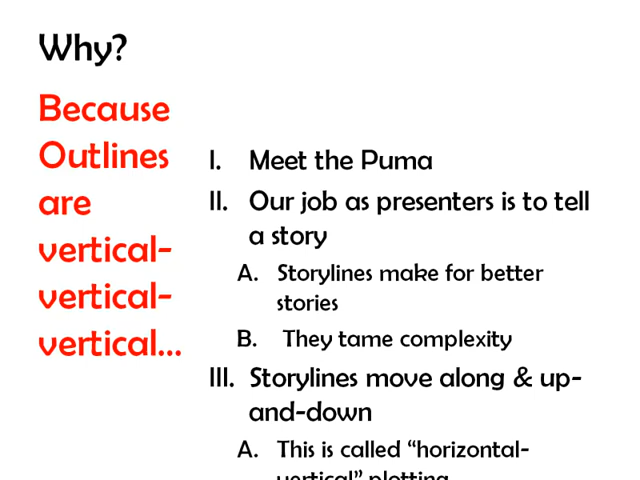 Why?
Because
Outlines
are
vertical-
vertical-
vertical...
I. Meet the Puma
II. Our job as presenters is to tell
a story
A. Storylines make for better
stories
B. They tame complexity
III. Storylines move along & up-
and-down
A. This is called “horizontal-
vertical” plotting